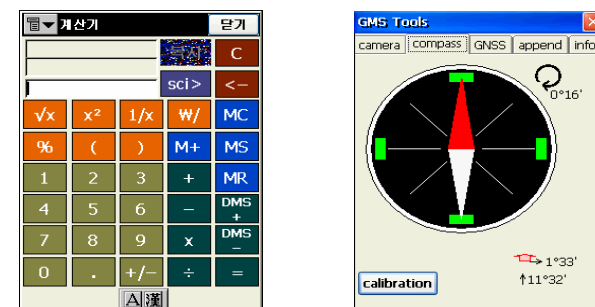 계산기 닫기
C
sci> <-
√x x² 1/x ₩/ MC
% ( ) M+ MS
1 2 3 + MR
4 5 6 - DMS +
7 8 9 x DMS -
0 . +/- ÷ =
A 漢
GMS Tools
camera compass GNSS append info
0°16'
1°33'
calibration ↑11°32'